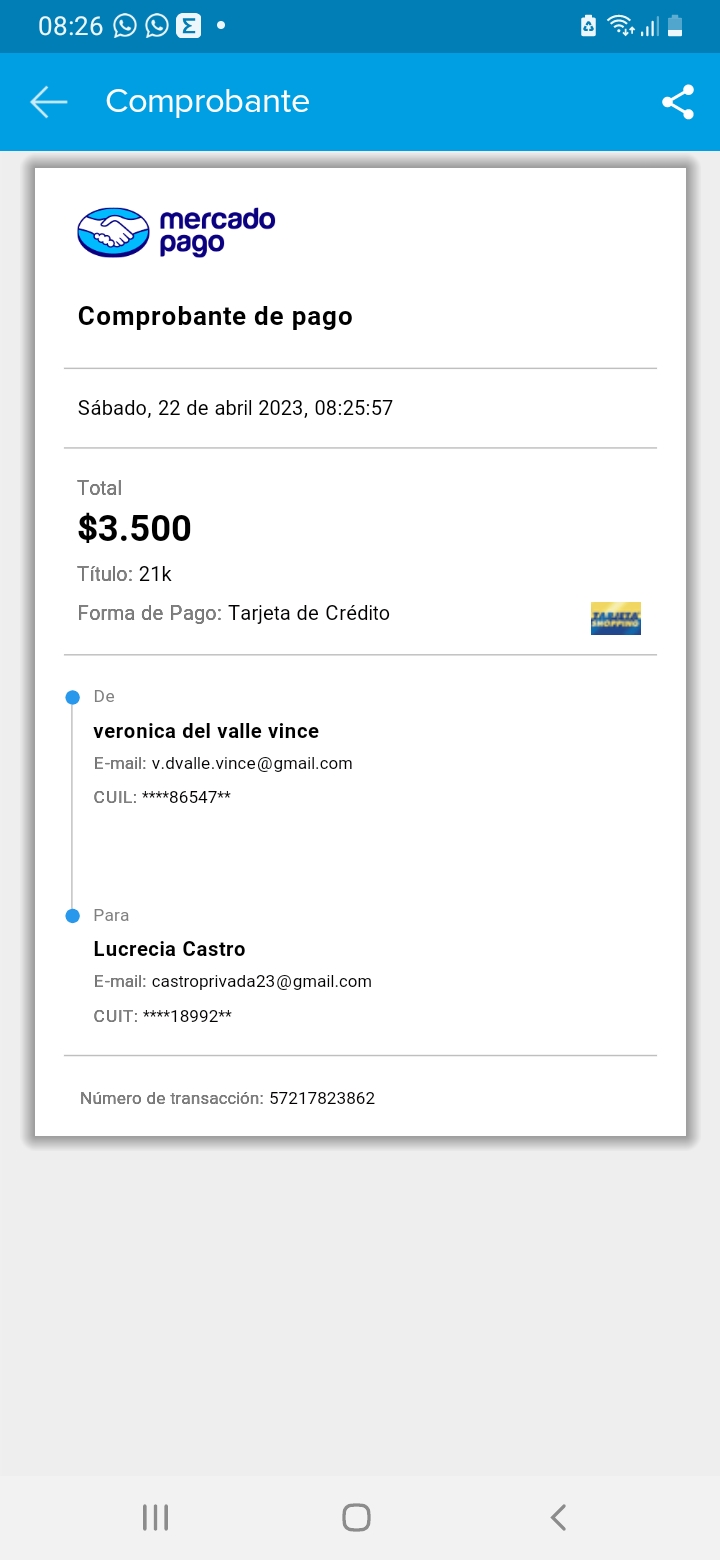 08:26
Comprobante
mercado
pago
Comprobante de pago
Sábado, 22 de abril 2023, 08:25:57
Total
$3.500
Título: 21k
Forma de Pago: Tarjeta de Crédito
TARJETA
SHOPPING
De
veronica del valle vince
E-mail: v.dvalle.vince@gmail.com
CUIL: ****86547**
Para
Lucrecia Castro
E-mail: castroprivada23@gmail.com
CUIT: ****18992**
Número de transacción: 57217823862